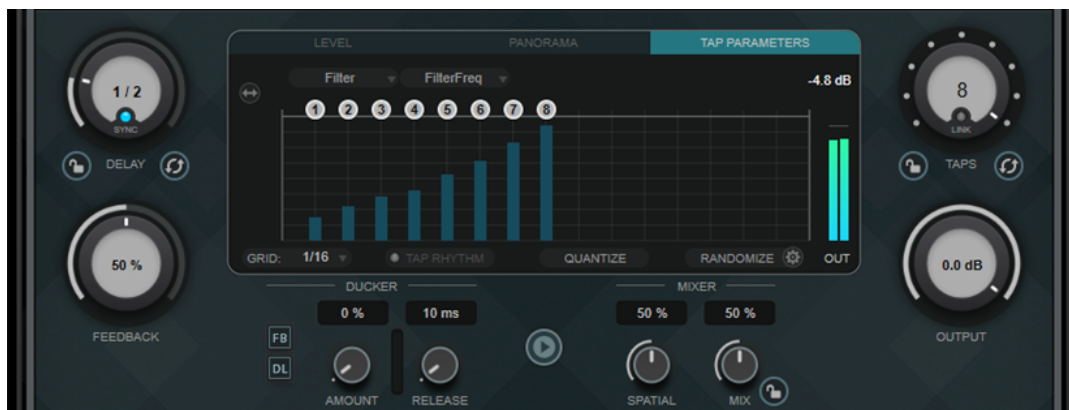 LEVEL PANORAMA TAP PARAMETERS
Filter FilterFreq -4.8 dB
1 / 2
SYNC
DELAY
1 2 3 4 5 6 7 8
8
LINK
TAPS
GRID: 1/16 TAP RHYTHM QUANTIZE RANDOMIZE OUT
50 %
FEEDBACK
DUCKER
0 % 10 ms
FB
DL
AMOUNT RELEASE
MIXER
50 % 50 %
SPATIAL MIX
0.0 dB
OUTPUT